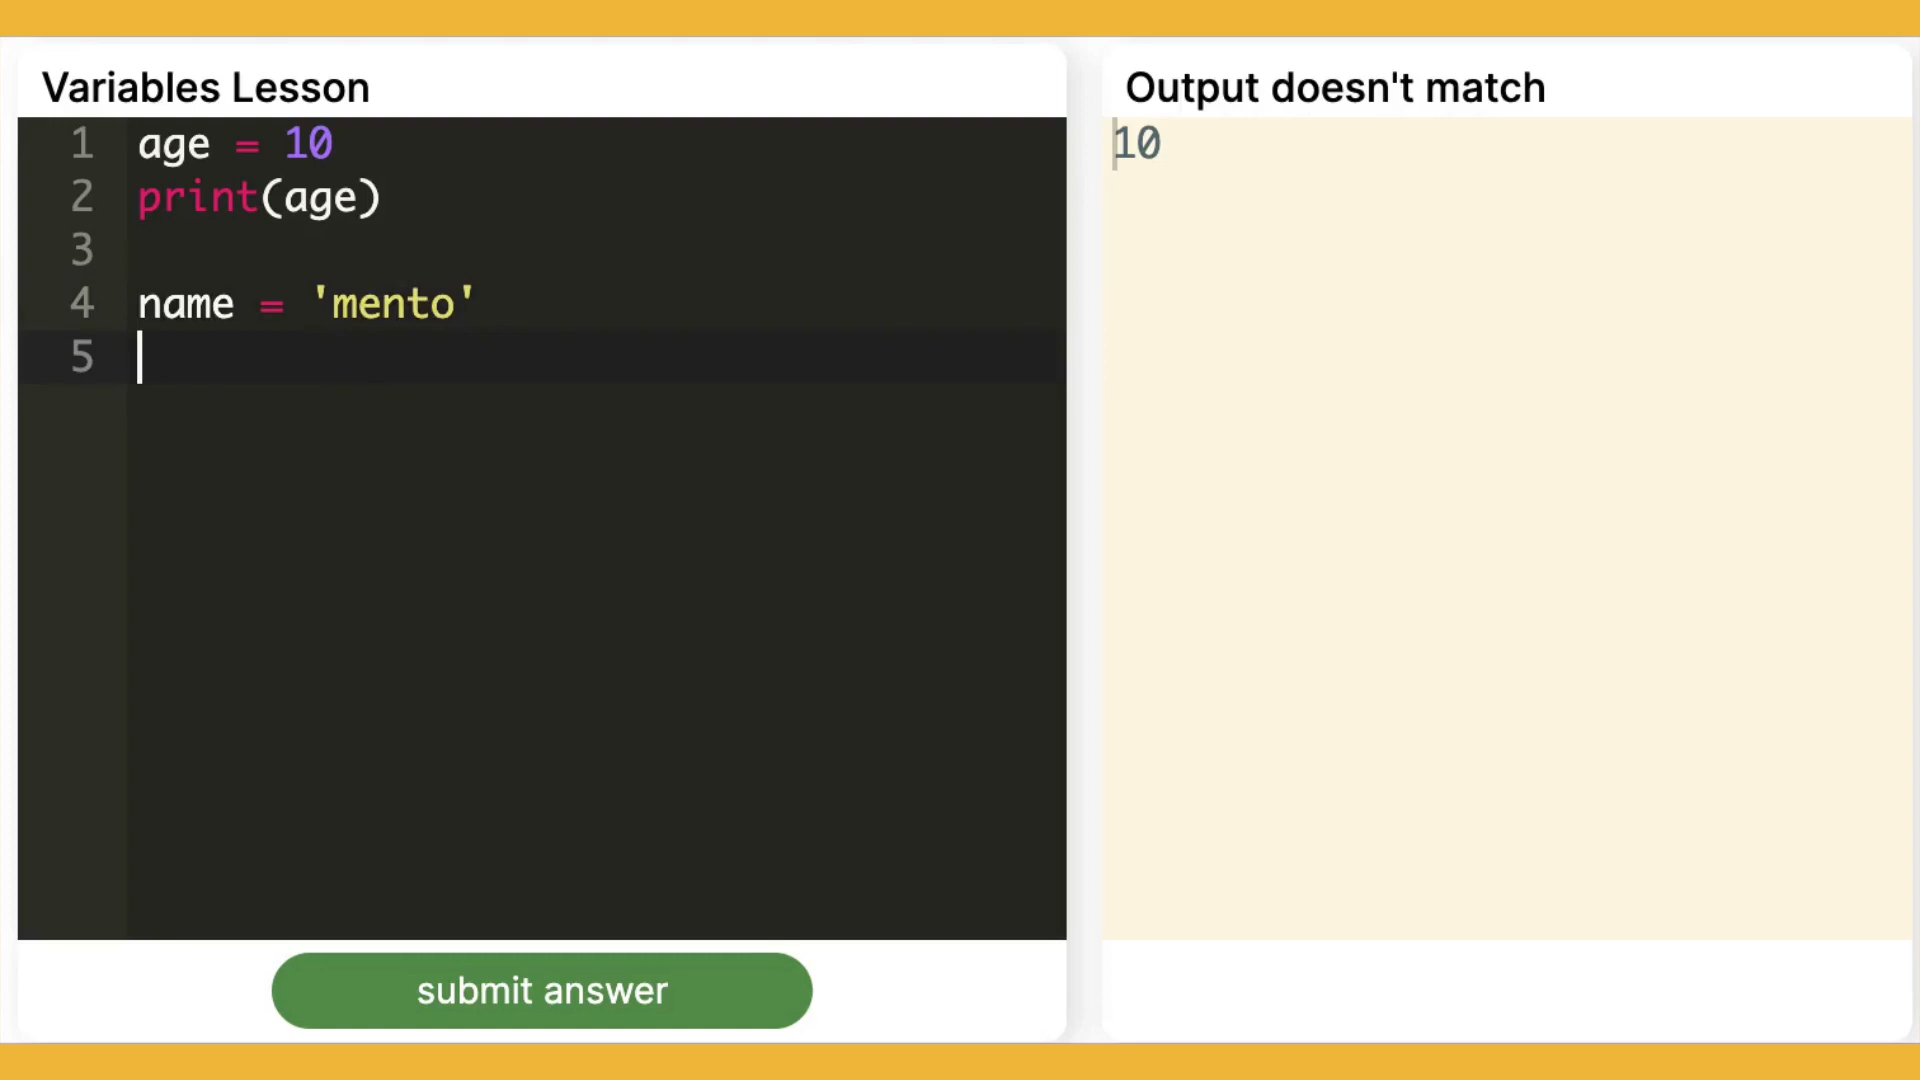 Variables Lesson
1 age = 10
2 print(age)
3
4 name = 'mento'
5
submit answer
Output doesn't match
10